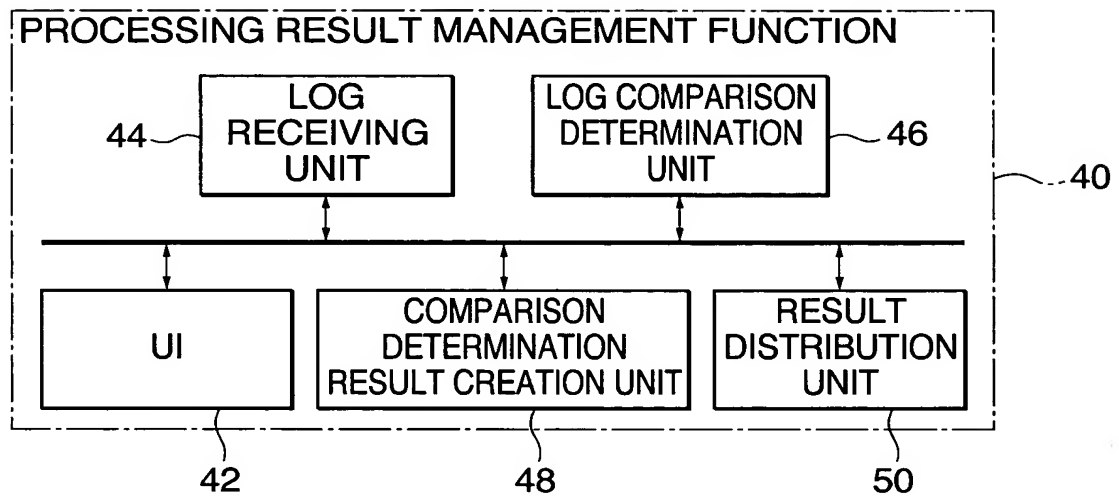 PROCESSING RESULT MANAGEMENT FUNCTION
LOG
RECEIVING
UNIT
44
LOG COMPARISON
DETERMINATION
UNIT
46
40
UI
COMPARISON
DETERMINATION
RESULT CREATION UNIT
RESULT
DISTRIBUTION
UNIT
42
48
50